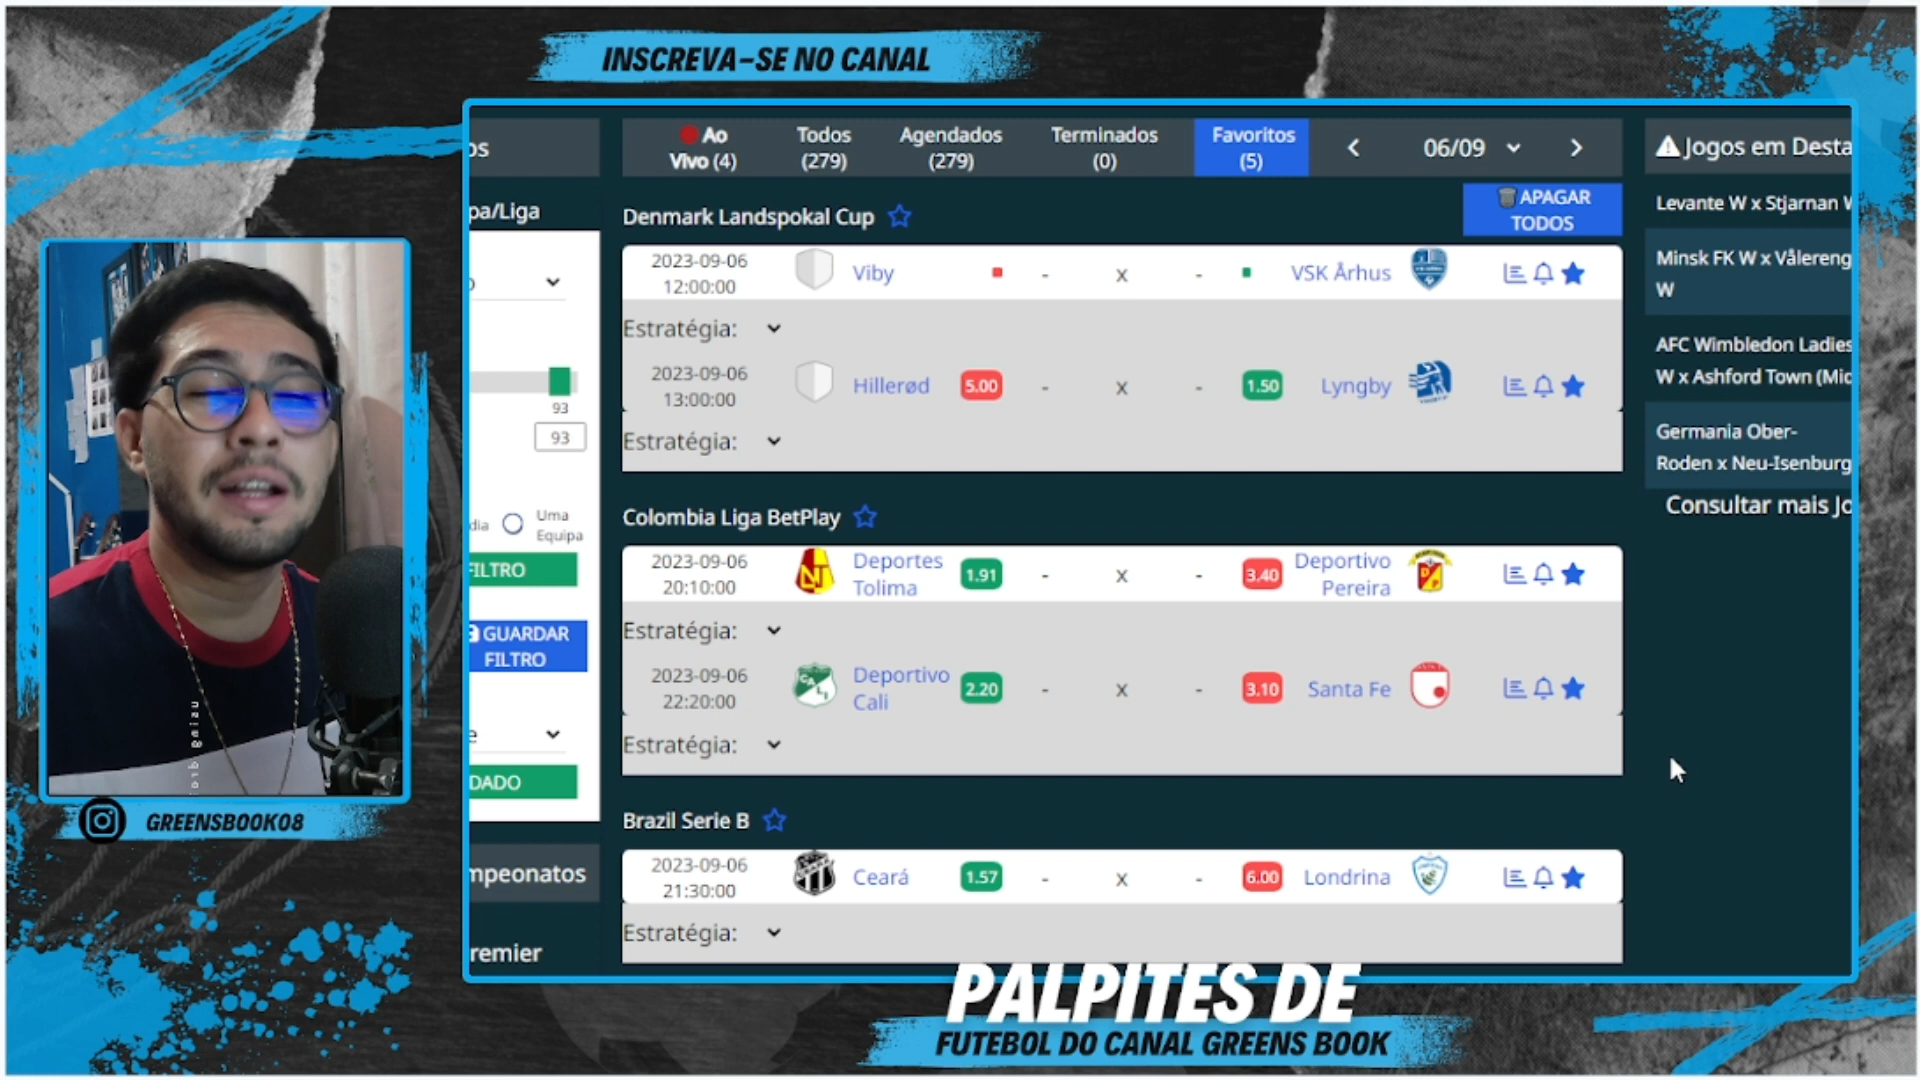 INSCREVA-SE NO CANAL
os
Ao
Vivo (4)
Todos
(279)
Agendados
(279)
Terminados
(0)
Favoritos
(5)
06/09
Jogos em Desta
pa/Liga
Denmark Landspokal Cup
APAGAR
TODOS
Levante W x Stjarnan W
2023-09-06
12:00:00
Viby
-
x
-
VSK Århus
Minsk FK W x Vålereng
W
Estratégia:
2023-09-06
13:00:00
Hillerød
5.00
-
x
-
1.50
Lyngby
AFC Wimbledon Ladies
W x Ashford Town (Mid
93
93
Estratégia:
Germania Ober-
Roden x Neu-Isenburg
Consultar mais Jo
dia
Uma
Equipa
FILTRO
Colombia Liga BetPlay
2023-09-06
20:10:00
Deportes
Tolima
1.91
-
x
-
3.40
Deportivo
Pereira
GUARDAR
FILTRO
Estratégia:
2023-09-06
22:20:00
Deportivo
Cali
2.20
-
x
-
3.10
Santa Fe
e
DADO
Estratégia:
GREENSBOOK08
Brazil Serie B
mpeonatos
2023-09-06
21:30:00
Ceará
1.57
-
x
-
6.00
Londrina
remier
Estratégia:
PALPITES DE
FUTEBOL DO CANAL GREENS BOOK